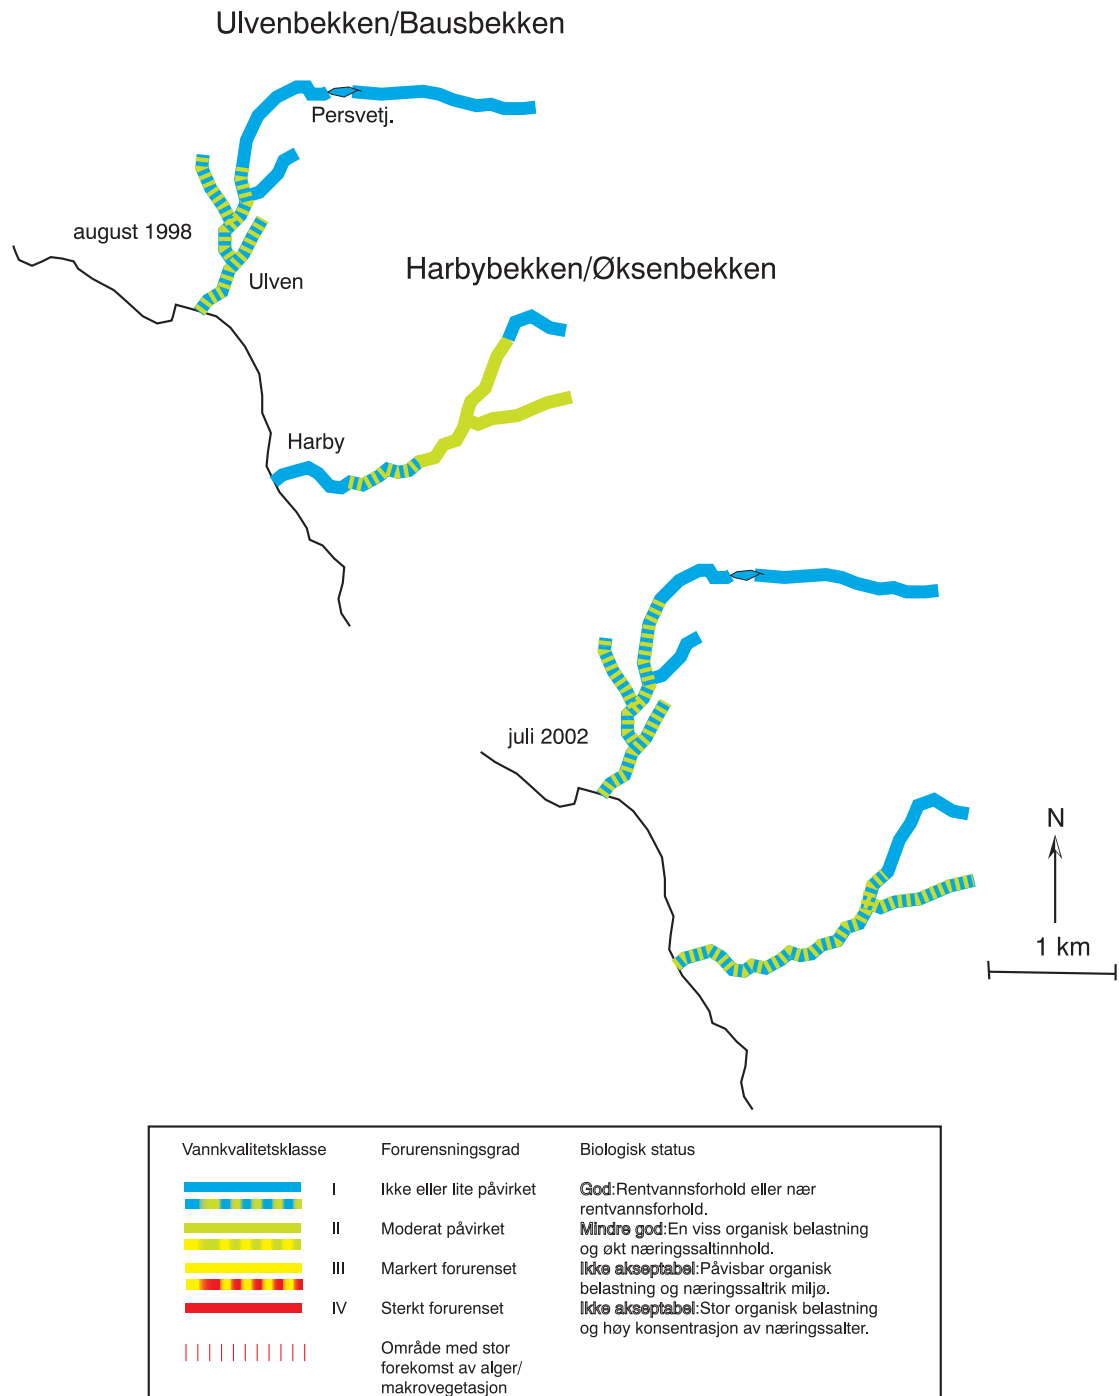 Ulvenbekken/Bausbekken
Persvetj.
august 1998
Ulven
Harbybekken/Øksenbekken
Harby
juli 2002
N
1 km
Vannkvalitetsklasse
Forurensningsgrad
Biologisk status
I
Ikke eller lite påvirket
God:Rentvannsforhold eller nær
rentvannsforhold.
II
Moderat påvirket
Mindre god:En viss organisk belastning
og økt næringssaltinnhold.
III
Markert forurenset
Ikke akseptabel:Påvisbar organisk
belastning og næringssaltrik miljø.
IV
Sterkt forurenset
Ikke akseptabel:Stor organisk belastning
og høy konsentrasjon av næringssalter.
Område med stor
forekomst av alger/
makrovegetasjon